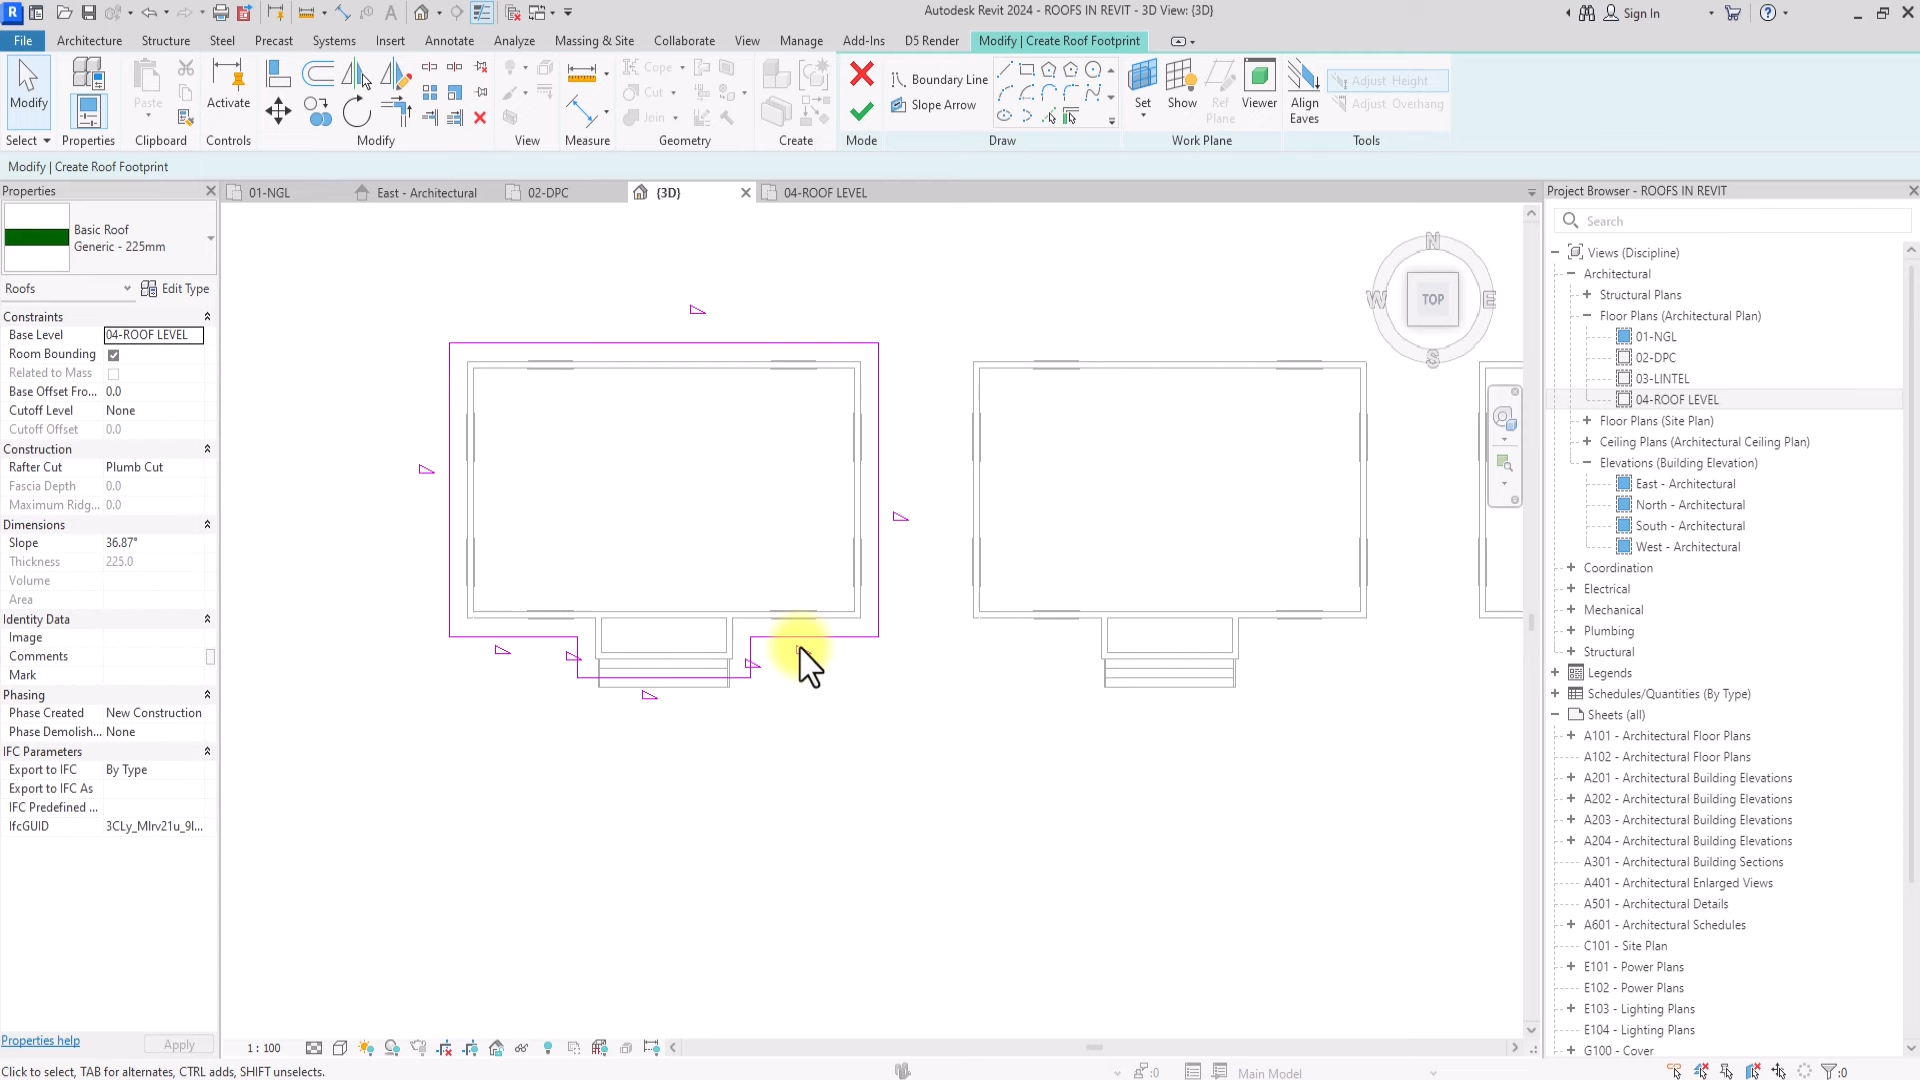 Autodesk Revit 2024 - ROOFS IN REVIT - 3D View: {3D}
Sign In
File Architecture Structure Steel Precast Systems Insert Annotate Analyze Massing & Site Collaborate View Manage Add-Ins D5 Render Modify | Create Roof Footprint
Modify
Paste
Activate
Cope
Cut
Join
Boundary Line
Slope Arrow
Set
Show
Ref Plane
Viewer
Align Eaves
Adjust Height
Adjust Overhang
Select Properties Clipboard Controls Modify View Measure Geometry Create Mode Draw Work Plane Tools
Modify | Create Roof Footprint
Properties
01-NGL
East - Architectural
02-DPC
{3D}
04-ROOF LEVEL
Project Browser - ROOFS IN REVIT
Basic Roof
Generic - 225mm
Roofs
Edit Type
Constraints
Base Level 04-ROOF LEVEL
Room Bounding
Related to Mass
Base Offset Fro... 0.0
Cutoff Level None
Cutoff Offset 0.0
Construction
Rafter Cut Plumb Cut
Fascia Depth 0.0
Maximum Ridg... 0.0
Dimensions
Slope 36.87°
Thickness 225.0
Volume
Area
Identity Data
Image
Comments
Mark
Phasing
Phase Created New Construction
Phase Demolish... None
IFC Parameters
Export to IFC By Type
Export to IFC As
IFC Predefined ...
IfcGUID 3CLy_MIrv21u_9I...
Properties help
Apply
N
W
TOP
E
S
Search
Views (Discipline)
Architectural
Structural Plans
Floor Plans (Architectural Plan)
01-NGL
02-DPC
03-LINTEL
04-ROOF LEVEL
Floor Plans (Site Plan)
Ceiling Plans (Architectural Ceiling Plan)
Elevations (Building Elevation)
East - Architectural
North - Architectural
South - Architectural
West - Architectural
Coordination
Electrical
Mechanical
Plumbing
Structural
Legends
Schedules/Quantities (By Type)
Sheets (all)
A101 - Architectural Floor Plans
A102 - Architectural Floor Plans
A201 - Architectural Building Elevations
A202 - Architectural Building Elevations
A203 - Architectural Building Elevations
A204 - Architectural Building Elevations
A301 - Architectural Building Sections
A401 - Architectural Enlarged Views
A501 - Architectural Details
A601 - Architectural Schedules
C101 - Site Plan
E101 - Power Plans
E102 - Power Plans
E103 - Lighting Plans
E104 - Lighting Plans
G100 - Cover
1 : 100
Click to select, TAB for alternates, CTRL adds, SHIFT unselects.
:0
Main Model
:0